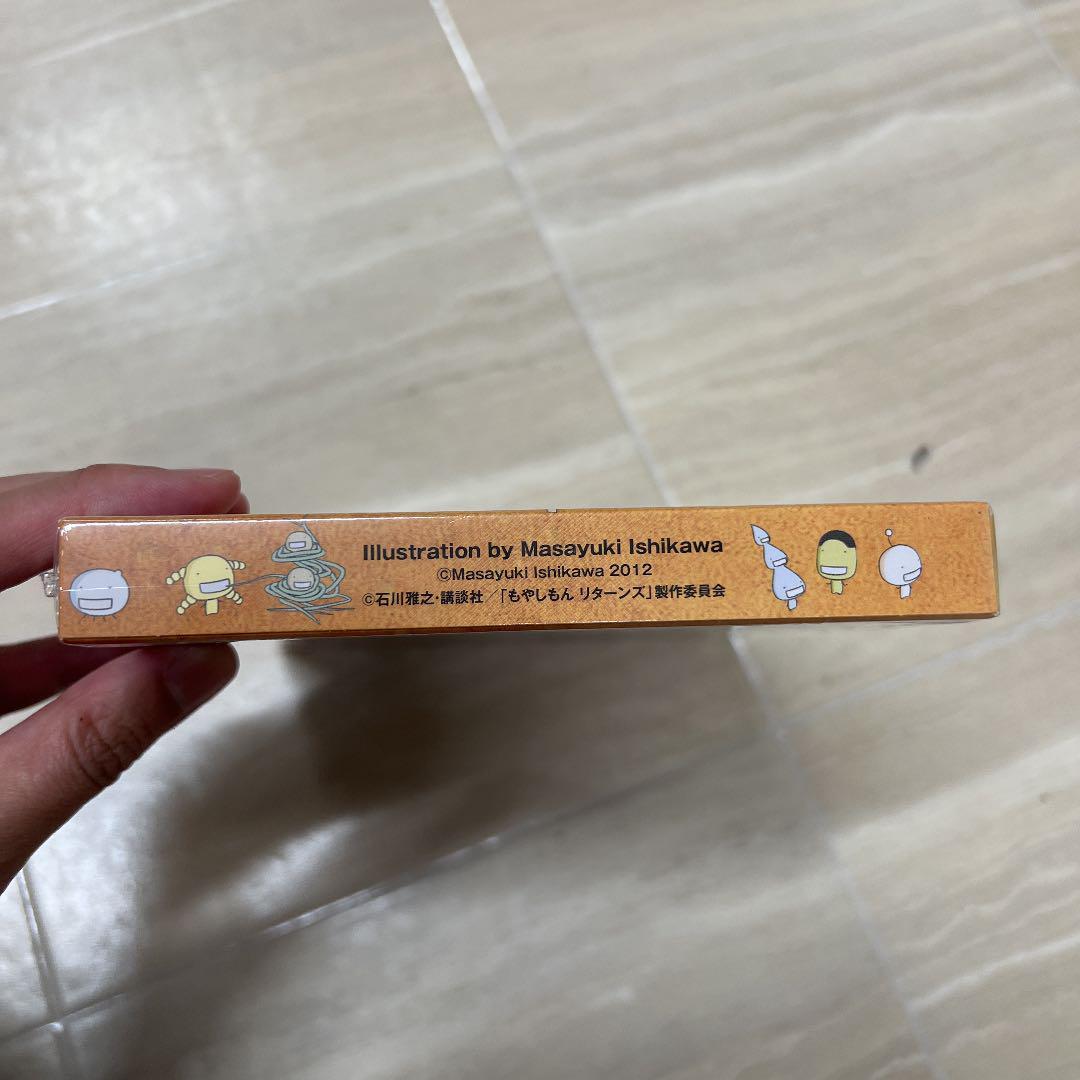 Illustration by Masayuki Ishikawa
©Masayuki Ishikawa 2012
©石川雅之・講談社／「もやしもん リターンズ」製作委員会